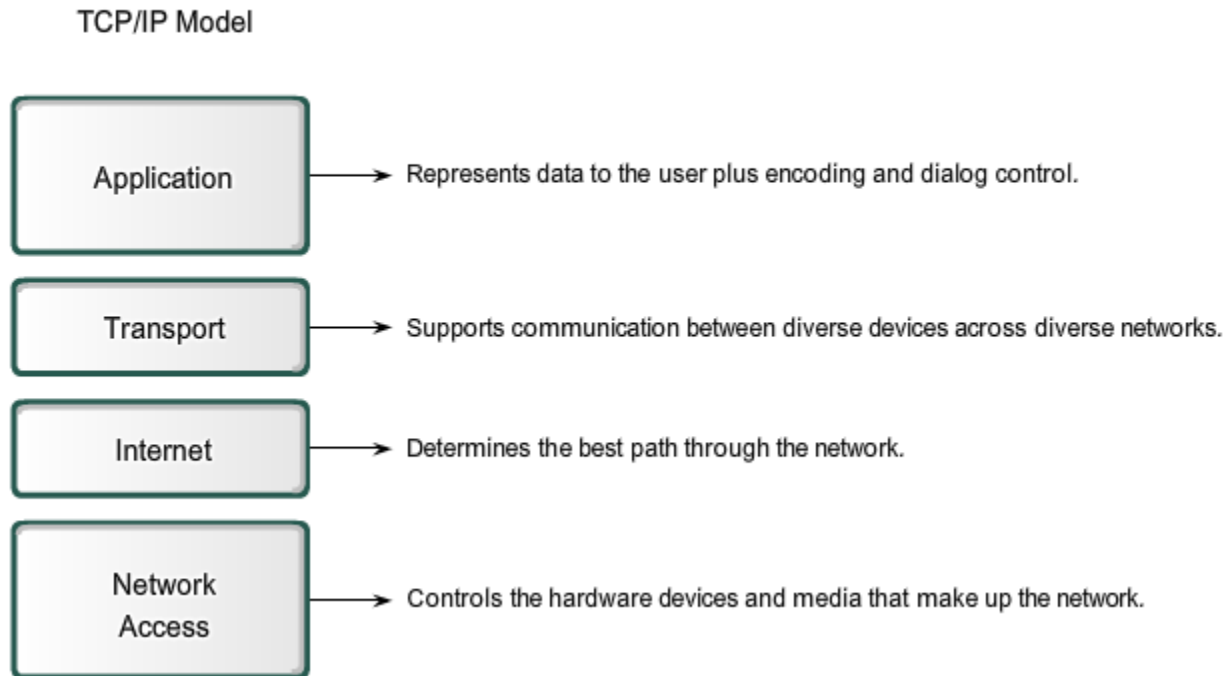 TCP/IP Model
Application
Represents data to the user plus encoding and dialog control.
Transport
Supports communication between diverse devices across diverse networks.
Internet
Determines the best path through the network.
Network
Access
Controls the hardware devices and media that make up the network.